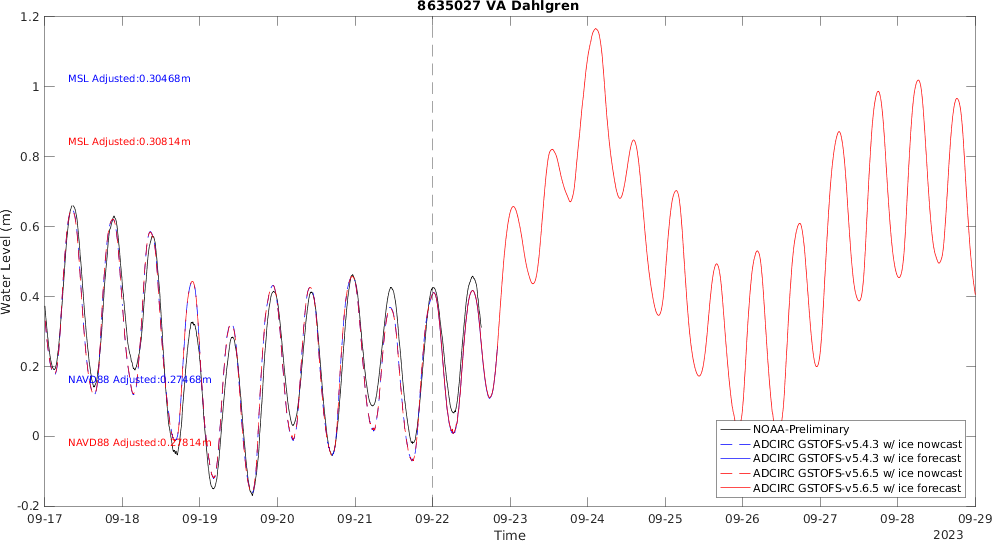 8635027 VA Dahlgren
1.2
1
0.8
0.6
0.4
0.2
0
-0.2
Water Level (m)
MSL Adjusted:0.30468m
MSL Adjusted:0.30814m
NAVD88 Adjusted:0.27468m
NAVD88 Adjusted:0.27814m
NOAA-Preliminary
ADCIRC GSTOFS-v5.4.3 w/ ice nowcast
ADCIRC GSTOFS-v5.4.3 w/ ice forecast
ADCIRC GSTOFS-v5.6.5 w/ ice nowcast
ADCIRC GSTOFS-v5.6.5 w/ ice forecast
09-17 09-18 09-19 09-20 09-21 09-22 09-23 09-24 09-25 09-26 09-27 09-28 09-29
Time
2023